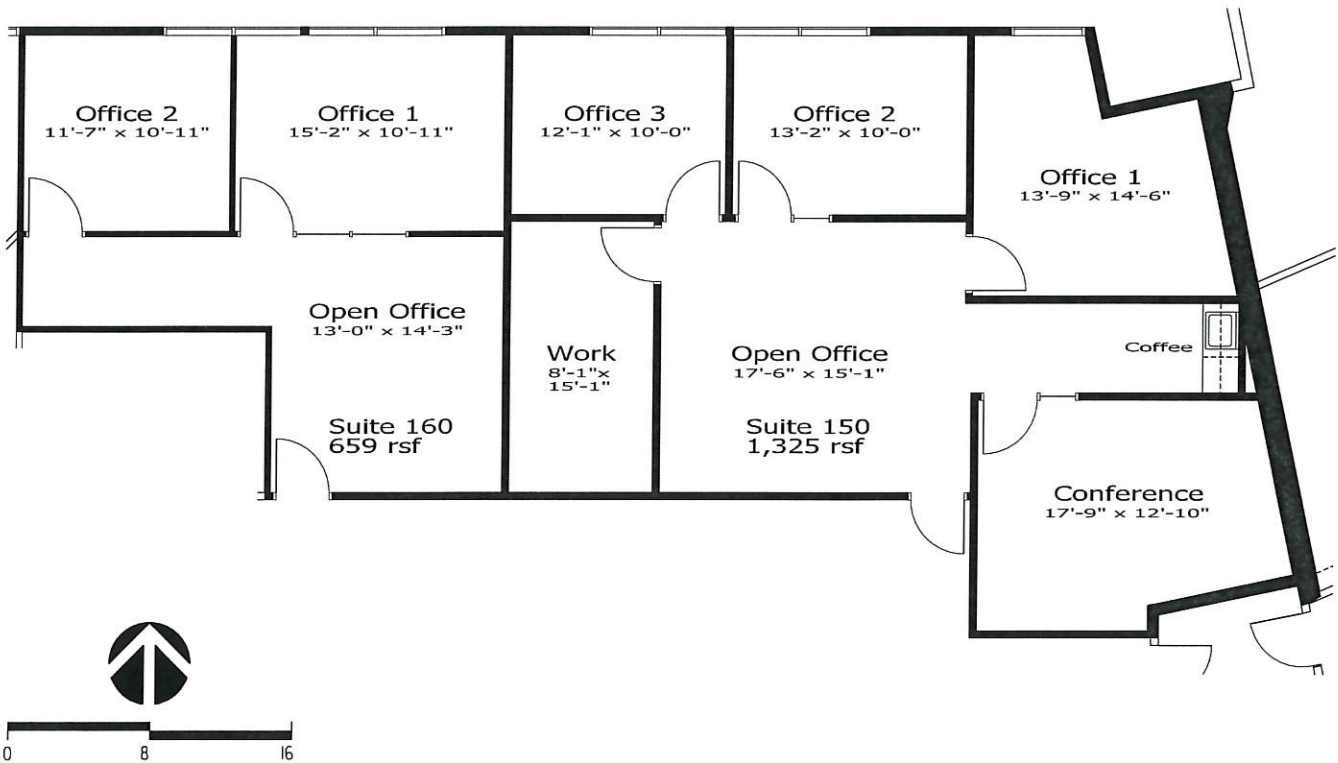 Office 2
11'-7" x 10'-11"
Office 1
15'-2" x 10'-11"
Office 3
12'-1" x 10'-0"
Office 2
13'-2" x 10'-0"
Office 1
13'-9" x 14'-6"
Open Office
13'-0" x 14'-3"
Suite 160
659 rsf
Work
8'-1"x
15'-1"
Open Office
17'-6" x 15'-1"
Suite 150
1,325 rsf
Coffee
Conference
17'-9" x 12'-10"
0 8 16